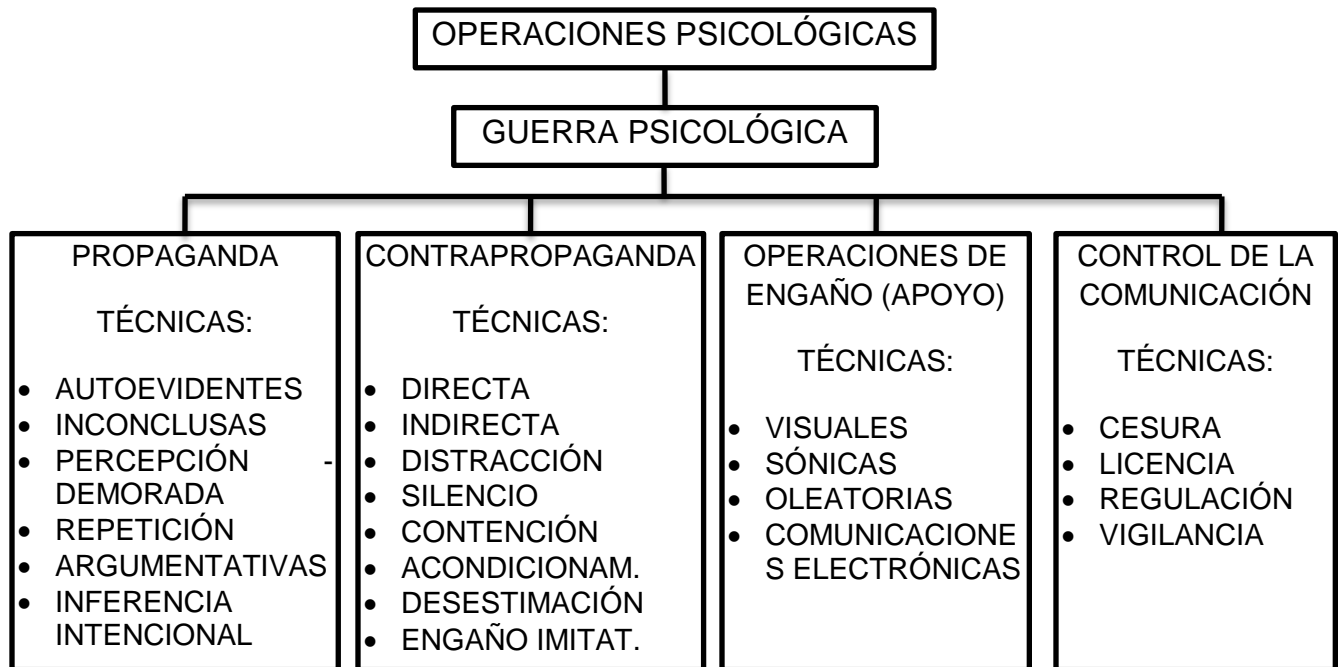 OPERACIONES PSICOLÓGICAS
GUERRA PSICOLÓGICA
PROPAGANDA
TÉCNICAS:
• AUTOEVIDENTES
• INCONCLUSAS
• PERCEPCIÓN -
DEMORADA
• REPETICIÓN
• ARGUMENTATIVAS
• INFERENCIA
INTENCIONAL
CONTRAPROPAGANDA
TÉCNICAS:
• DIRECTA
• INDIRECTA
• DISTRACCIÓN
• SILENCIO
• CONTENCIÓN
• ACONDICIONAM.
• DESESTIMACIÓN
• ENGAÑO IMITAT.
OPERACIONES DE
ENGAÑO (APOYO)
TÉCNICAS:
• VISUALES
• SÓNICAS
• OLEATORIAS
• COMUNICACIONE
S ELECTRÓNICAS
CONTROL DE LA
COMUNICACIÓN
TÉCNICAS:
• CESURA
• LICENCIA
• REGULACIÓN
• VIGILANCIA